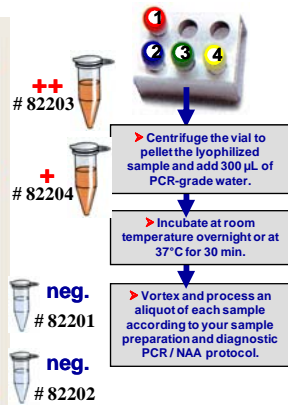 1
2 3 4
++
# 82203
+
# 82204
neg.
# 82201
neg.
# 82202
➤ Centrifuge the vial to
pellet the lyophilized
sample and add 300 µL of
PCR-grade water.
➤ Incubate at room
temperature overnight or at
37°C for 30 min.
➤ Vortex and process an
aliquot of each sample
according to your sample
preparation and diagnostic
PCR / NAA protocol.